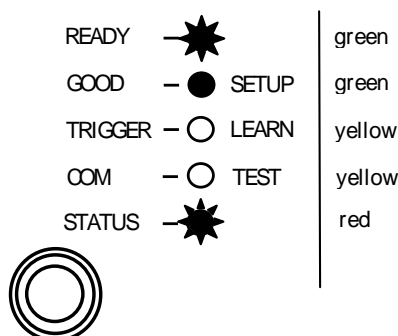 READY green
GOOD SETUP green
TRIGGER LEARN yellow
COM TEST yellow
STATUS red